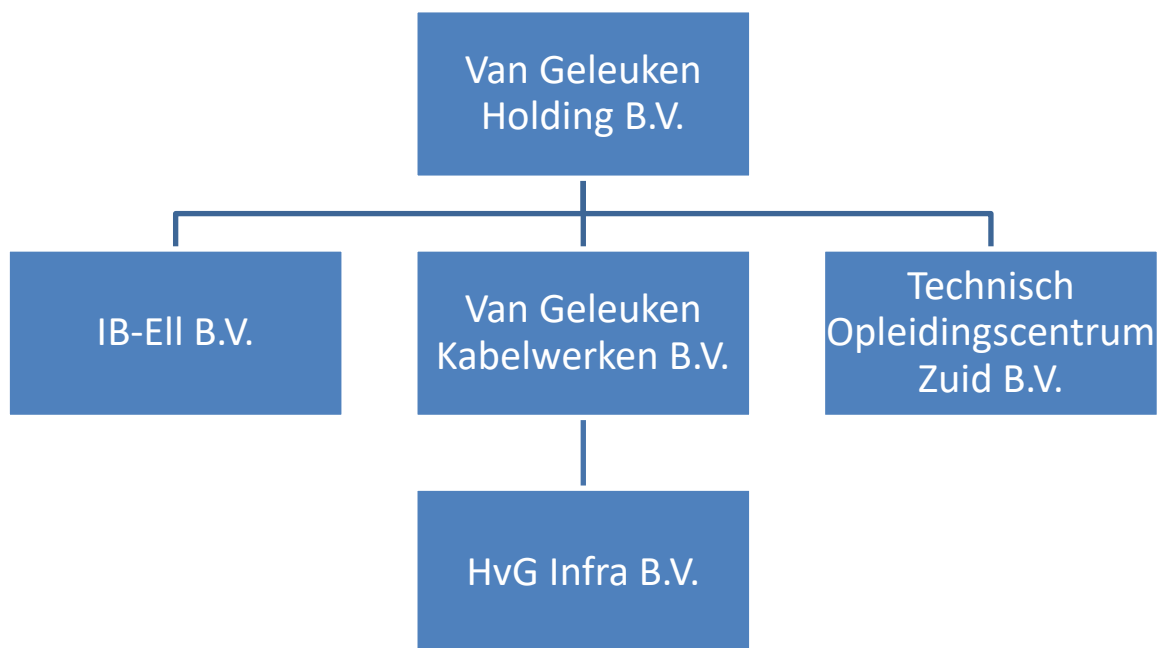 Van Geleuken
Holding B.V.
IB-Ell B.V.
Van Geleuken
Kabelwerken B.V.
Technisch
Opleidingscentrum
Zuid B.V.
HvG Infra B.V.